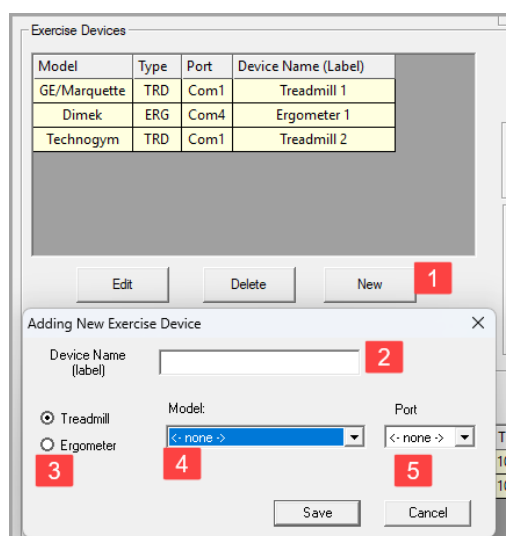 Exercise Devices
Model Type Port Device Name (Label)
GE/Marquette TRD Com1 Treadmill 1
Dimek ERG Com4 Ergometer 1
Technogym TRD Com1 Treadmill 2
Edit Delete New 1
Adding New Exercise Device
Device Name
(label) 2
Treadmill Model: Port
Ergometer <- none -> <- none ->
3 4 5
Save Cancel
T
10
10